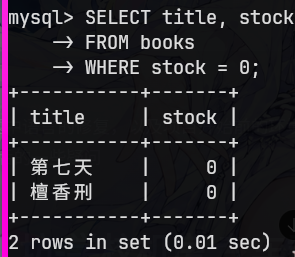 mysql> SELECT title, stock
    -> FROM books
    -> WHERE stock = 0;
+-----------+-------+
| title     | stock |
+-----------+-------+
| 第七天    |     0 |
| 檀香刑    |     0 |
+-----------+-------+
2 rows in set (0.01 sec)